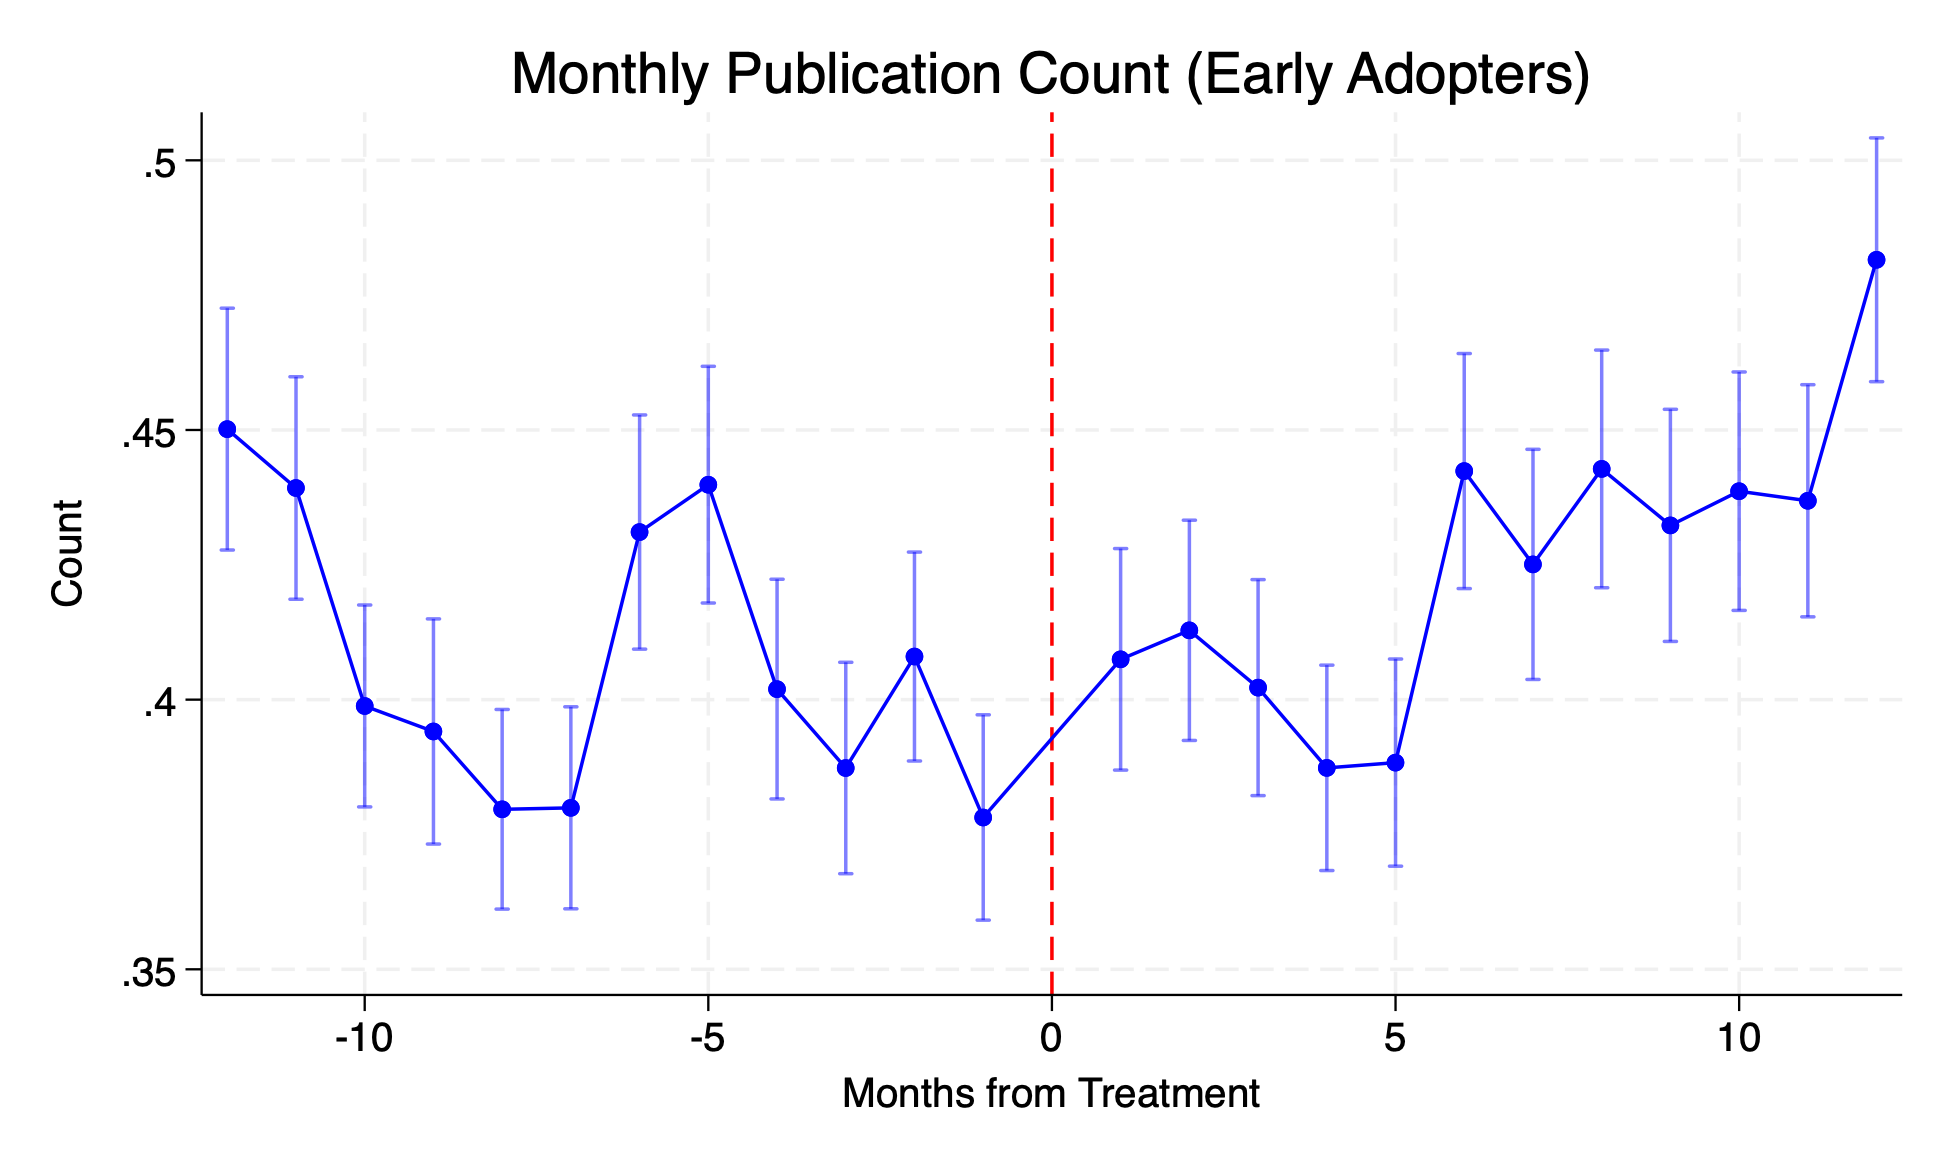 Monthly Publication Count (Early Adopters)
.5
.45
.4
.35
Count
-10 -5 0 5 10
Months from Treatment